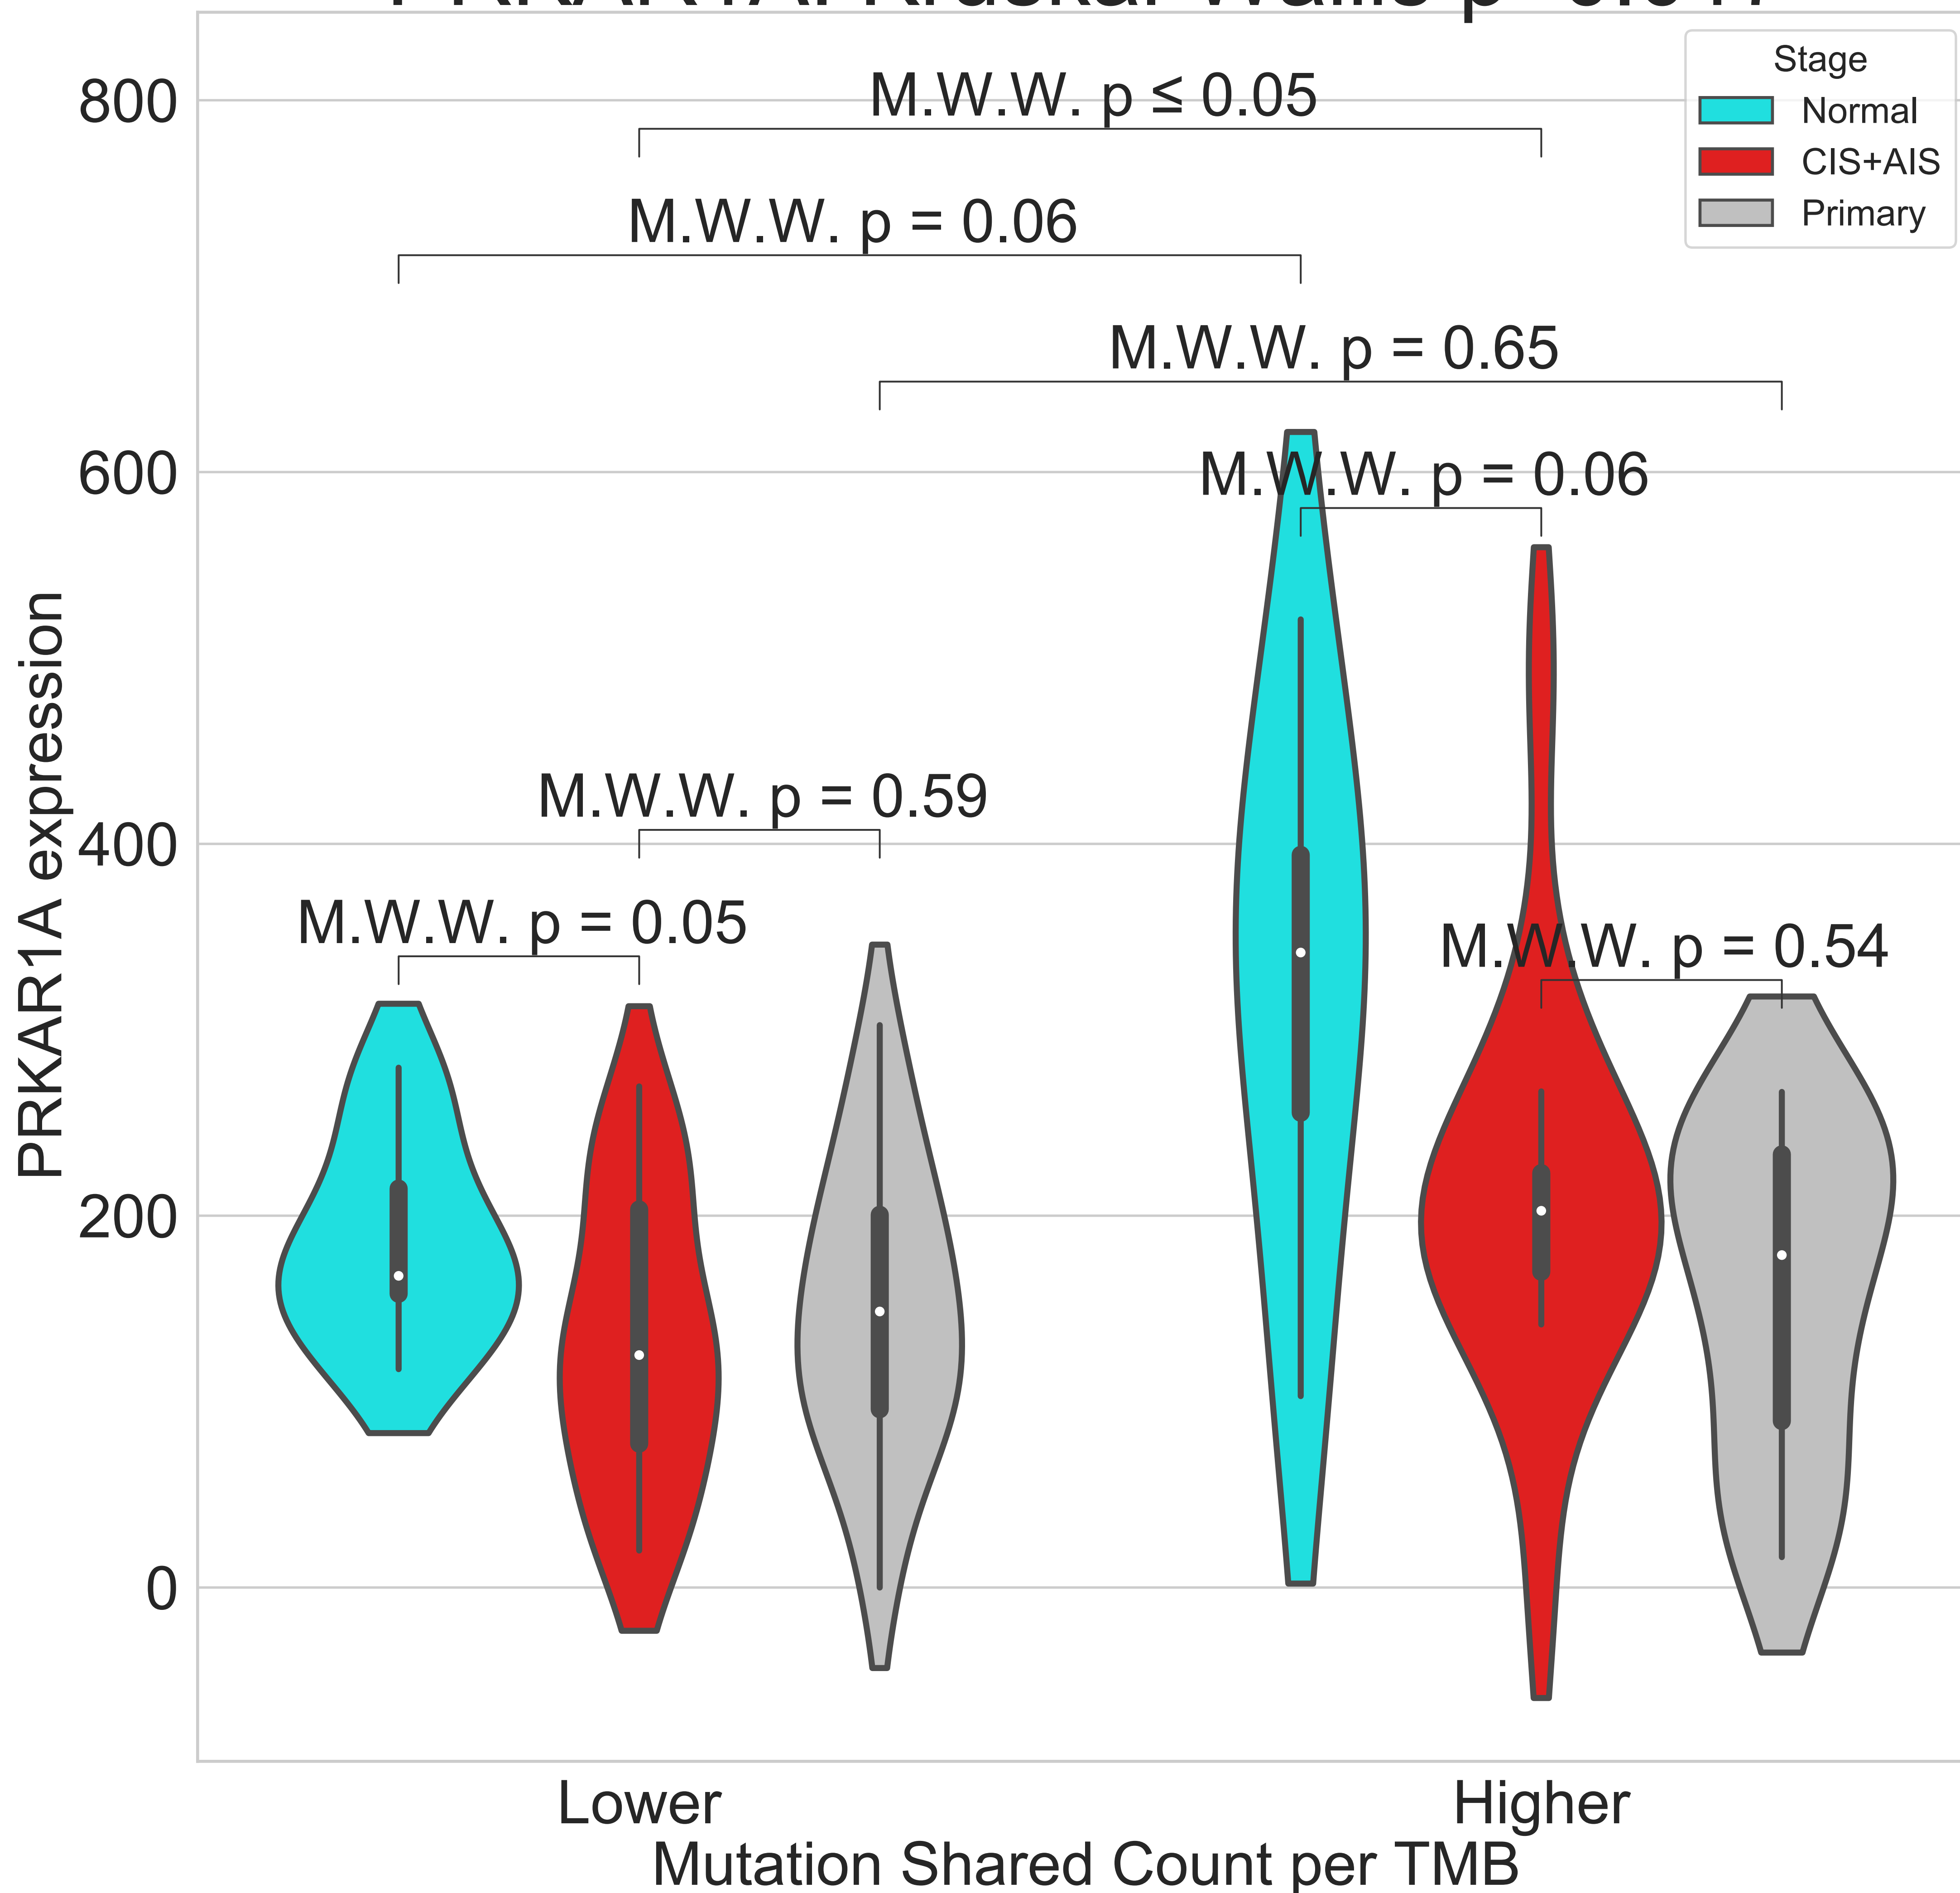 Stage
Normal
CIS+AIS
Primary
M.W.W. p ≤ 0.05
M.W.W. p = 0.06
M.W.W. p = 0.65
M.W.W. p = 0.06
M.W.W. p = 0.59
M.W.W. p = 0.05
M.W.W. p = 0.54
800
600
400
200
0
PRKAR1A expression
Lower
Higher
Mutation Shared Count per TMB